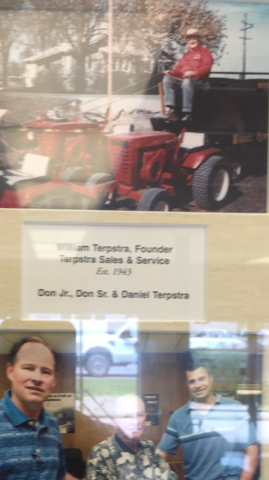 William Terpstra, Founder
Terpstra Sales & Service
Est. 1943
Don Jr., Don Sr. & Daniel Terpstra